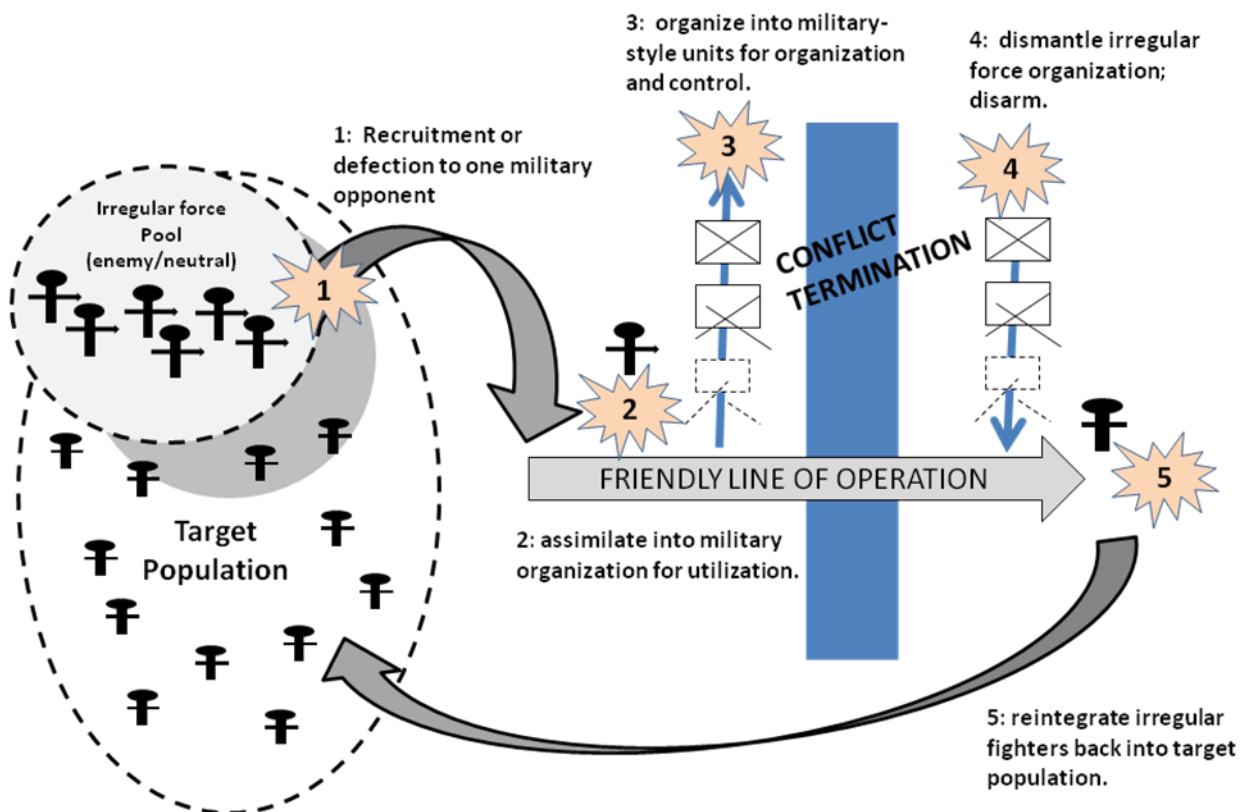 3: organize into military-
style units for organization
and control.
4: dismantle irregular
force organization;
disarm.
1: Recruitment or
defection to one military
opponent
3
4
Irregular force
Pool
(enemy/neutral)
1
CONFLICT
TERMINATION
2
FRIENDLY LINE OF OPERATION
5
Target
Population
2: assimilate into military
organization for utilization.
5: reintegrate irregular
fighters back into target
population.